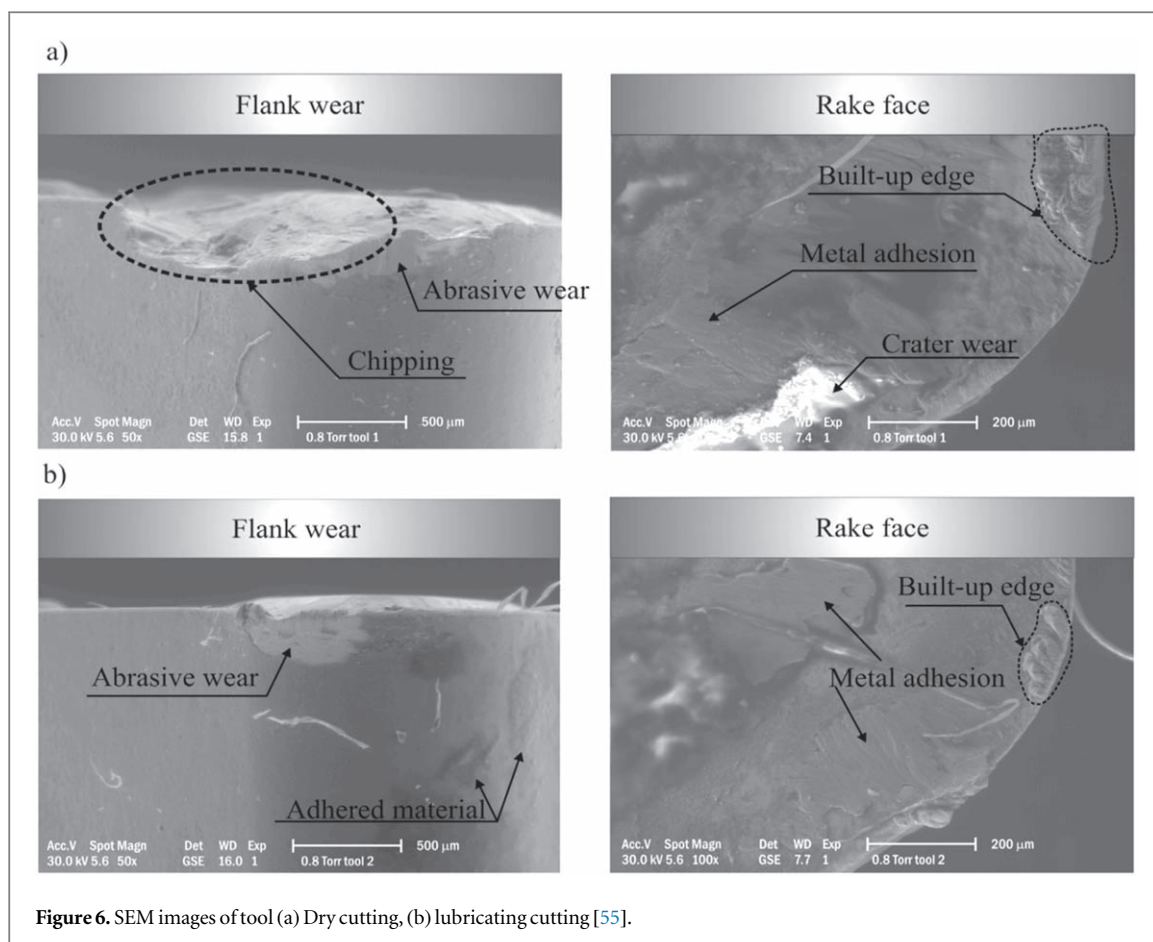 a)
Flank wear
Rake face
Built-up edge
Metal adhesion
Abrasive wear
Crater wear
Chipping
Acc.V Spot Magn Det WD Exp 500 µm
30.0 kV 5.6 50x GSE 15.8 1 0.8 Torr tool 1
Acc.V Spot Magn WD Exp 200 µm
30.0 kV GSE 7.4 1 0.8 Torr tool 1
b)
Flank wear
Rake face
Built-up edge
Abrasive wear
Metal adhesion
Adhered material
Acc.V Spot Magn Det WD Exp 500 µm
30.0 kV 5.6 50x GSE 16.0 1 0.8 Torr tool 2
Acc.V Spot Magn Det WD Exp 200 µm
30.0 kV 5.6 100x GSE 7.7 1 0.8 Torr tool 2
Figure 6. SEM images of tool (a) Dry cutting, (b) lubricating cutting [55].